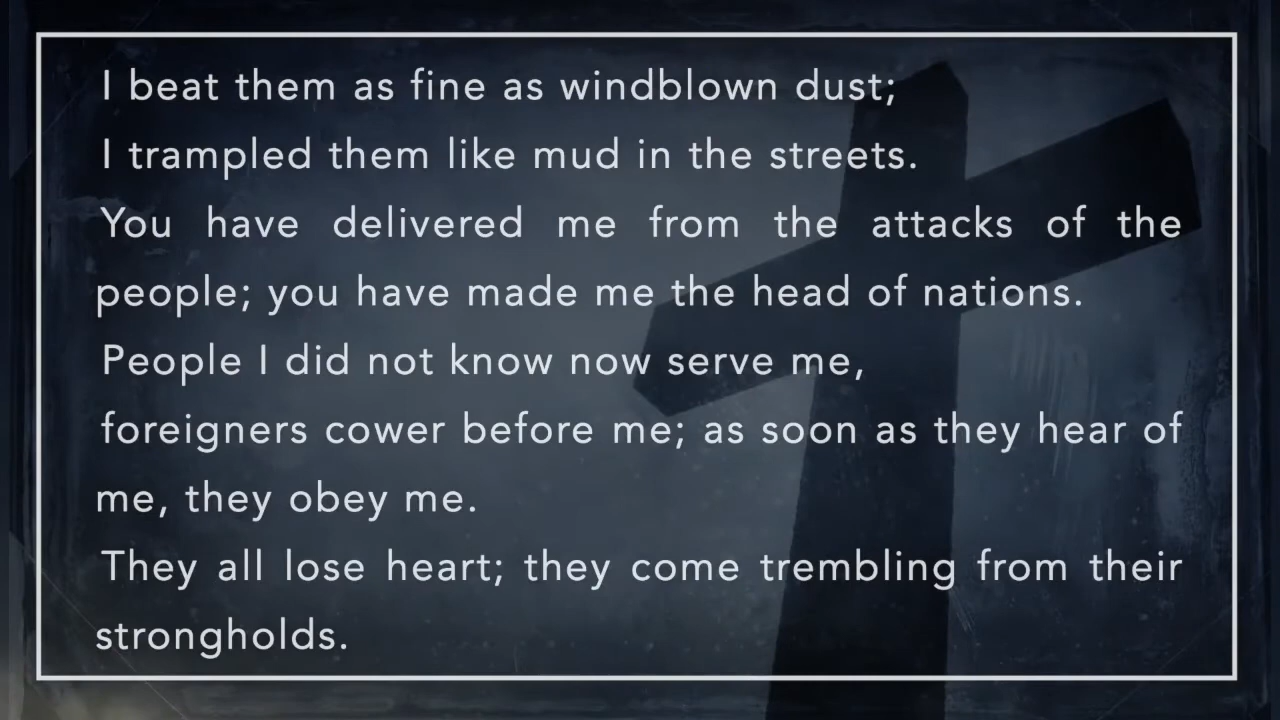 I beat them as fine as windblown dust;
I trampled them like mud in the streets.
You have delivered me from the attacks of the
people; you have made me the head of nations.
People I did not know now serve me,
foreigners cower before me; as soon as they hear of
me, they obey me.
They all lose heart; they come trembling from their
strongholds.